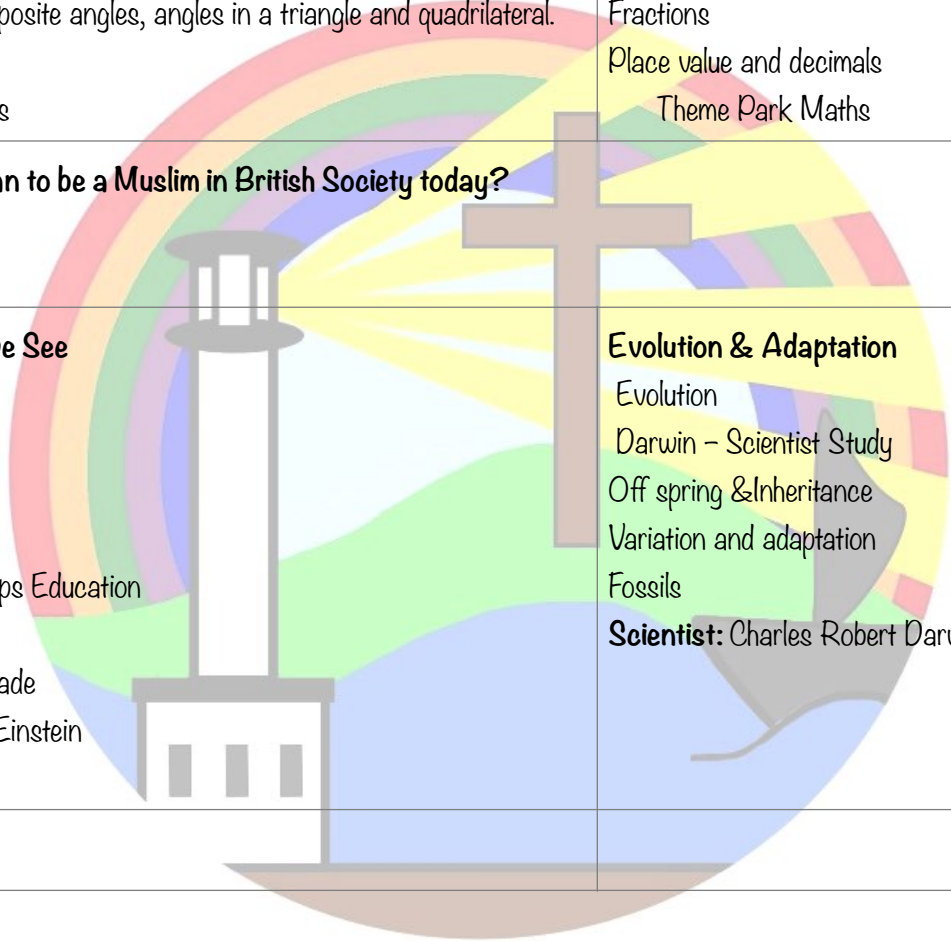 posite angles, angles in a triangle and quadrilateral.
s
Fractions
Place value and decimals
Theme Park Maths
an to be a Muslim in British Society today?
e See
ps Education
ade
Einstein
Evolution & Adaptation
Evolution
Darwin – Scientist Study
Off spring &Inheritance
Variation and adaptation
Fossils
Scientist: Charles Robert Darw